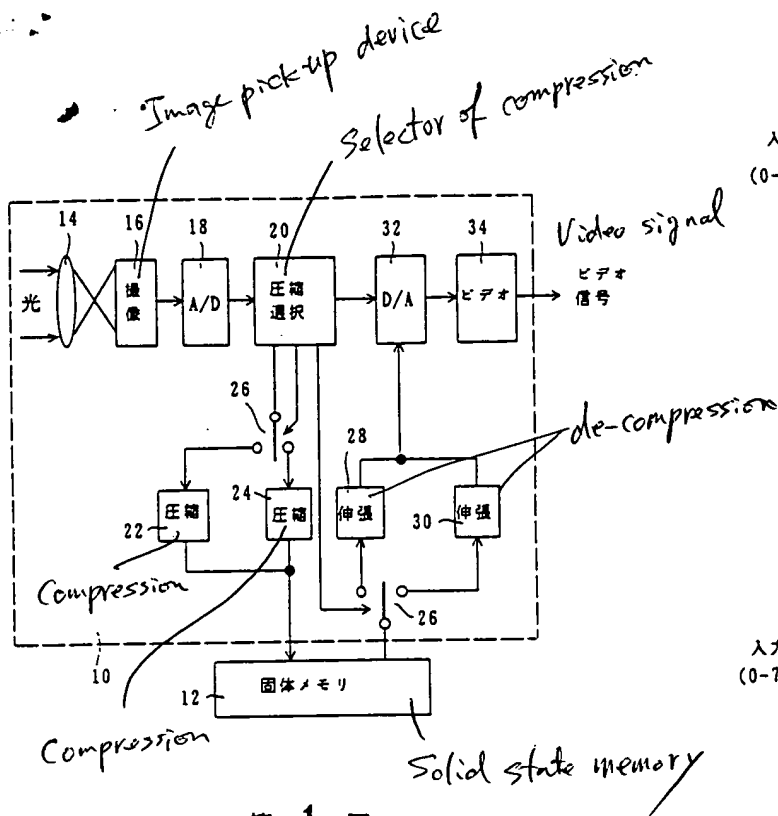 Image pick-up device
Selector of compression
Video signal
14
16
18
20
32
34
光
撮像
A/D
圧縮選択
D/A
ビデオ
ビデオ
信号
入
(0-
26
de-compression
28
22
圧縮
24
圧縮
伸張
30
伸張
Compression
26
10
12
固体メモリ
入力
(0-
Compression
Solid state memory
1